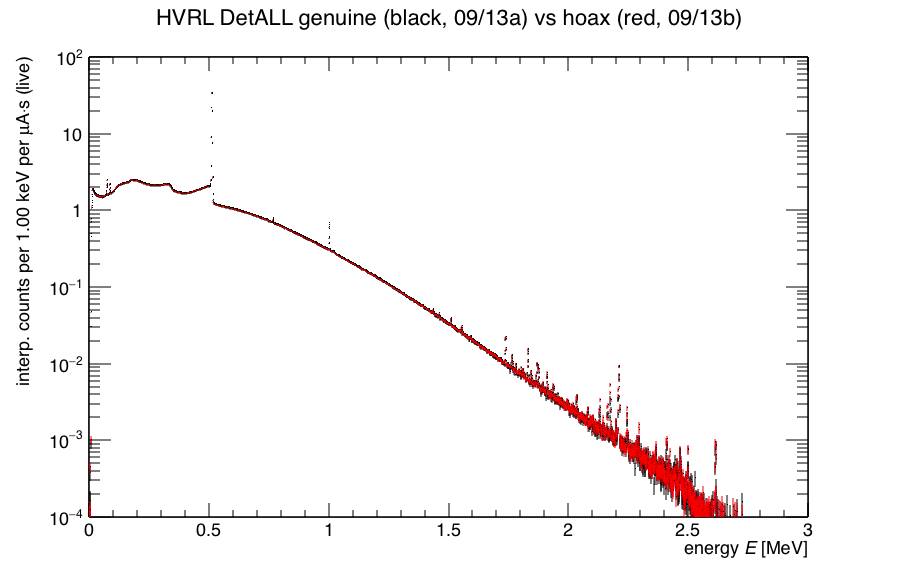 HVRL DetALL genuine (black, 09/13a) vs hoax (red, 09/13b)
interp. counts per 1.00 keV per μA·s (live)
10²
10
1
10⁻¹
10⁻²
10⁻³
10⁻⁴
0 0.5 1 1.5 2 2.5 3
energy E [MeV]